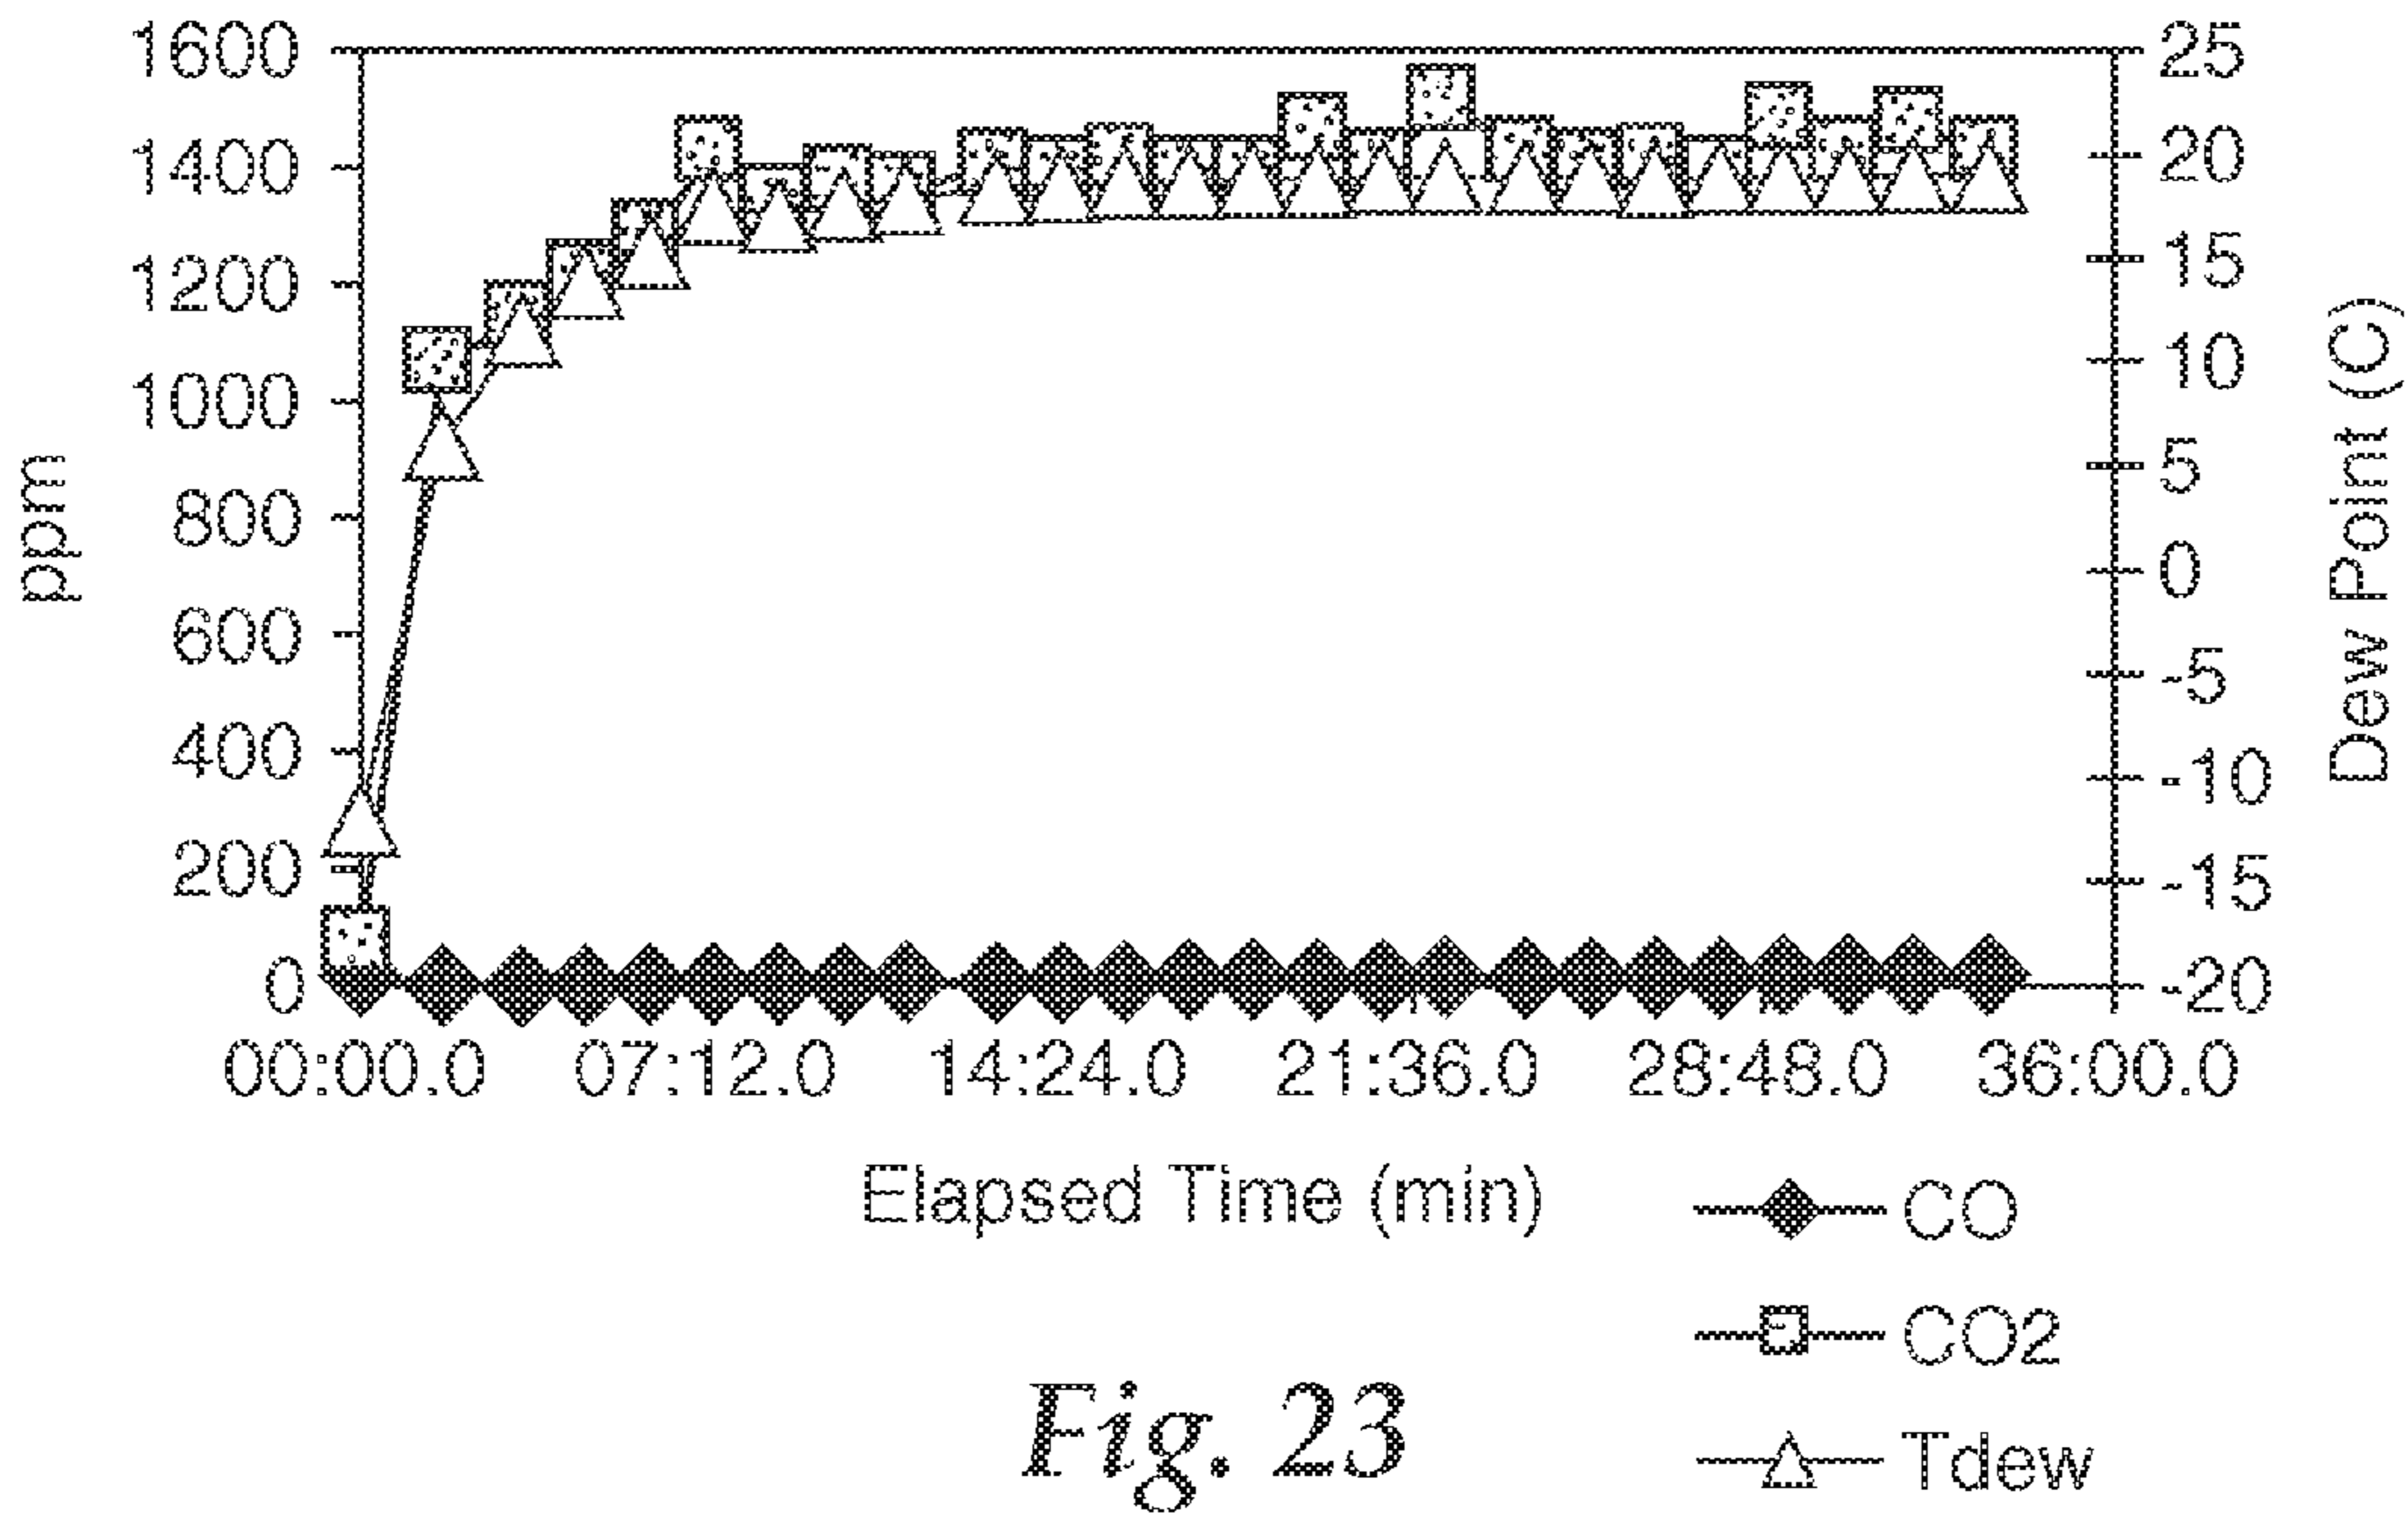 1600
1400
1200
1000
800
600
400
200
0
ppm
25
20
15
10
5
0
-5
-10
-15
-20
Dew Point (C)
00:00.0 07:12.0 14:24.0 21:36.0 28:48.0 36:00.0
Elapsed Time (min)
CO
CO2
Tdew
Fig. 23